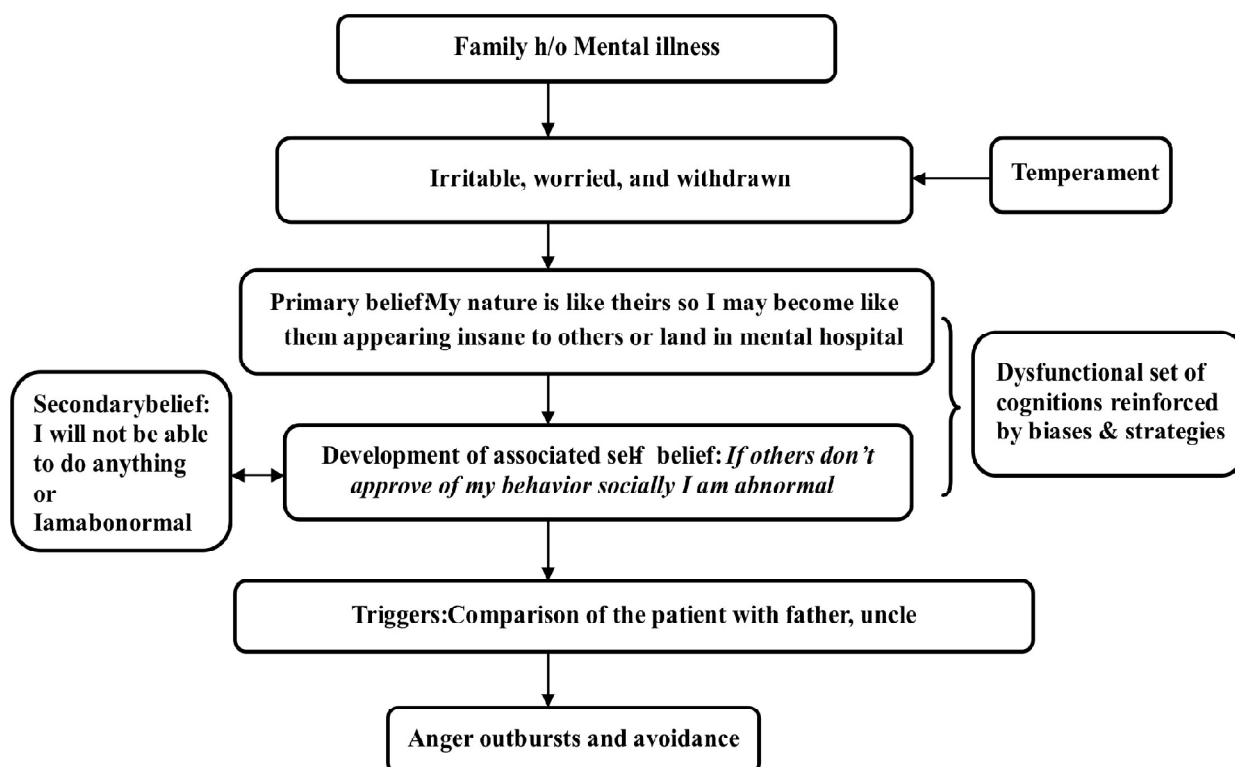 Family h/o Mental illness
Irritable, worried, and withdrawn
Temperament
Primary belief:My nature is like theirs so I may become like
them appearing insane to others or land in mental hospital
Dysfunctional set of
cognitions reinforced
by biases & strategies
Secondarybelief:
I will not be able
to do anything
or
Iamabonormal
Development of associated self- belief: If others don't
approve of my behavior socially I am abnormal
Triggers:Comparison of the patient with father, uncle
Anger outbursts and avoidance